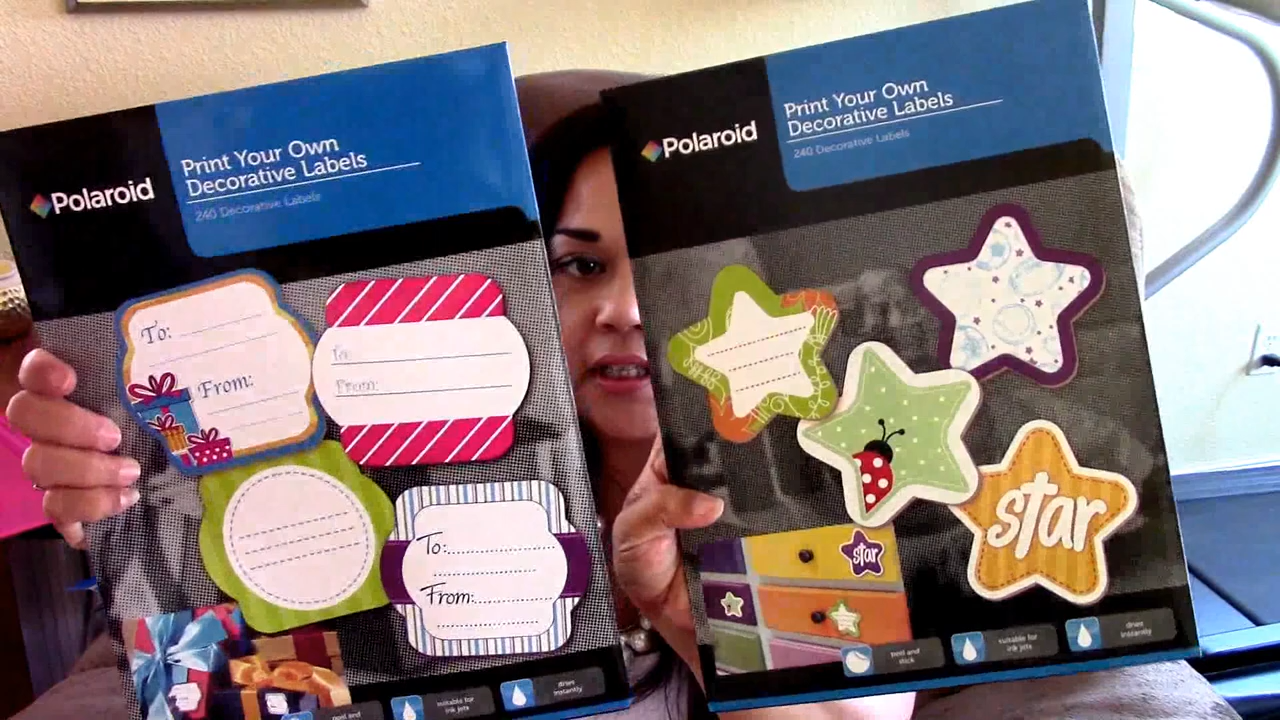 Polaroid
Print Your Own
Decorative Labels
240 Decorative Labels
To:
From:
To:
From:
To:
From:
peel and
suitable for
ink jets
dries
instantly
Polaroid
Print Your Own
Decorative Labels
240 Decorative Labels
star
star
peel and
stick
suitable for
ink jets
dries
instantly